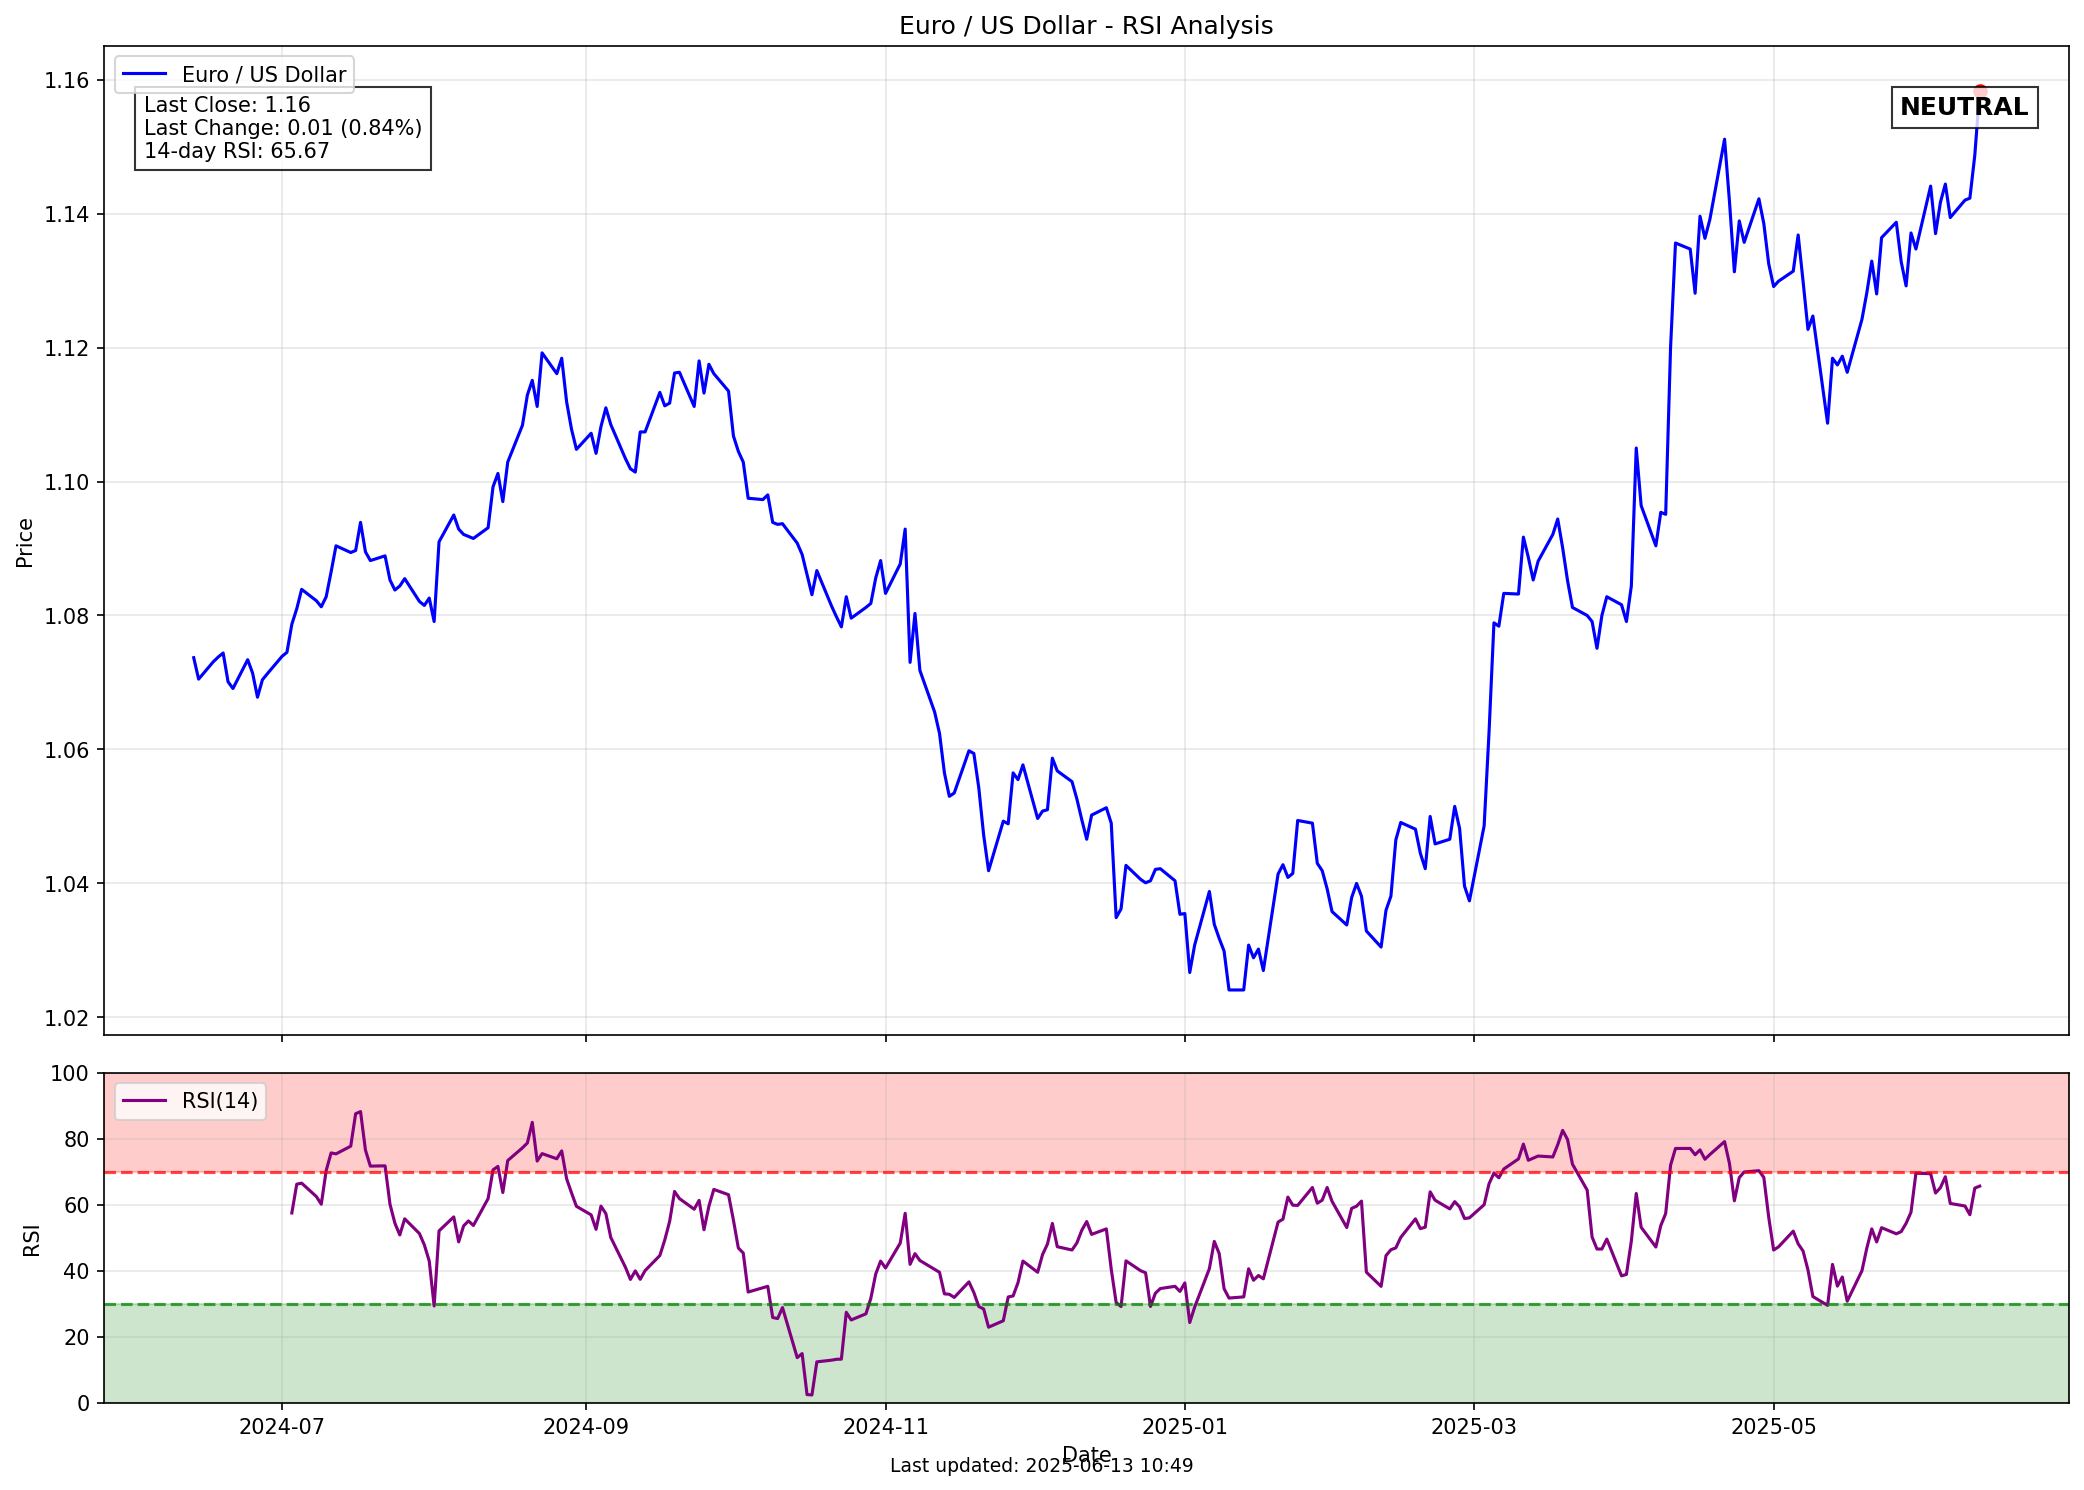 Euro / US Dollar - RSI Analysis
Euro / US Dollar
Last Close: 1.16
Last Change: 0.01 (0.84%)
14-day RSI: 65.67
NEUTRAL
Price
1.16
1.14
1.12
1.10
1.08
1.06
1.04
1.02
RSI(14)
RSI
100
80
60
40
20
0
2024-07
2024-09
2024-11
2025-01
2025-03
2025-05
Date
Last updated: 2025-06-13 10:49